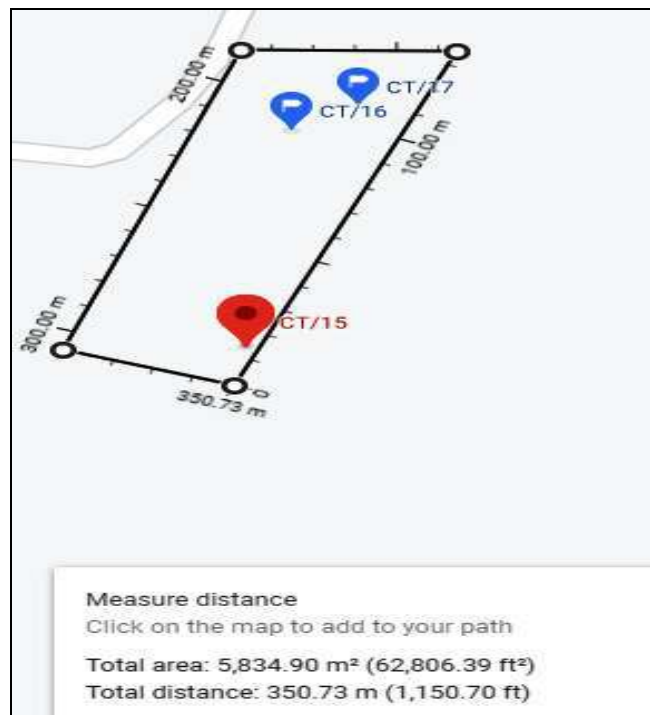 200.00 m
CT/17
CT/16
100.00 m
300.00 m
CT/15
0
350.73 m
Measure distance
Click on the map to add to your path
Total area: 5,834.90 m² (62,806.39 ft²)
Total distance: 350.73 m (1,150.70 ft)